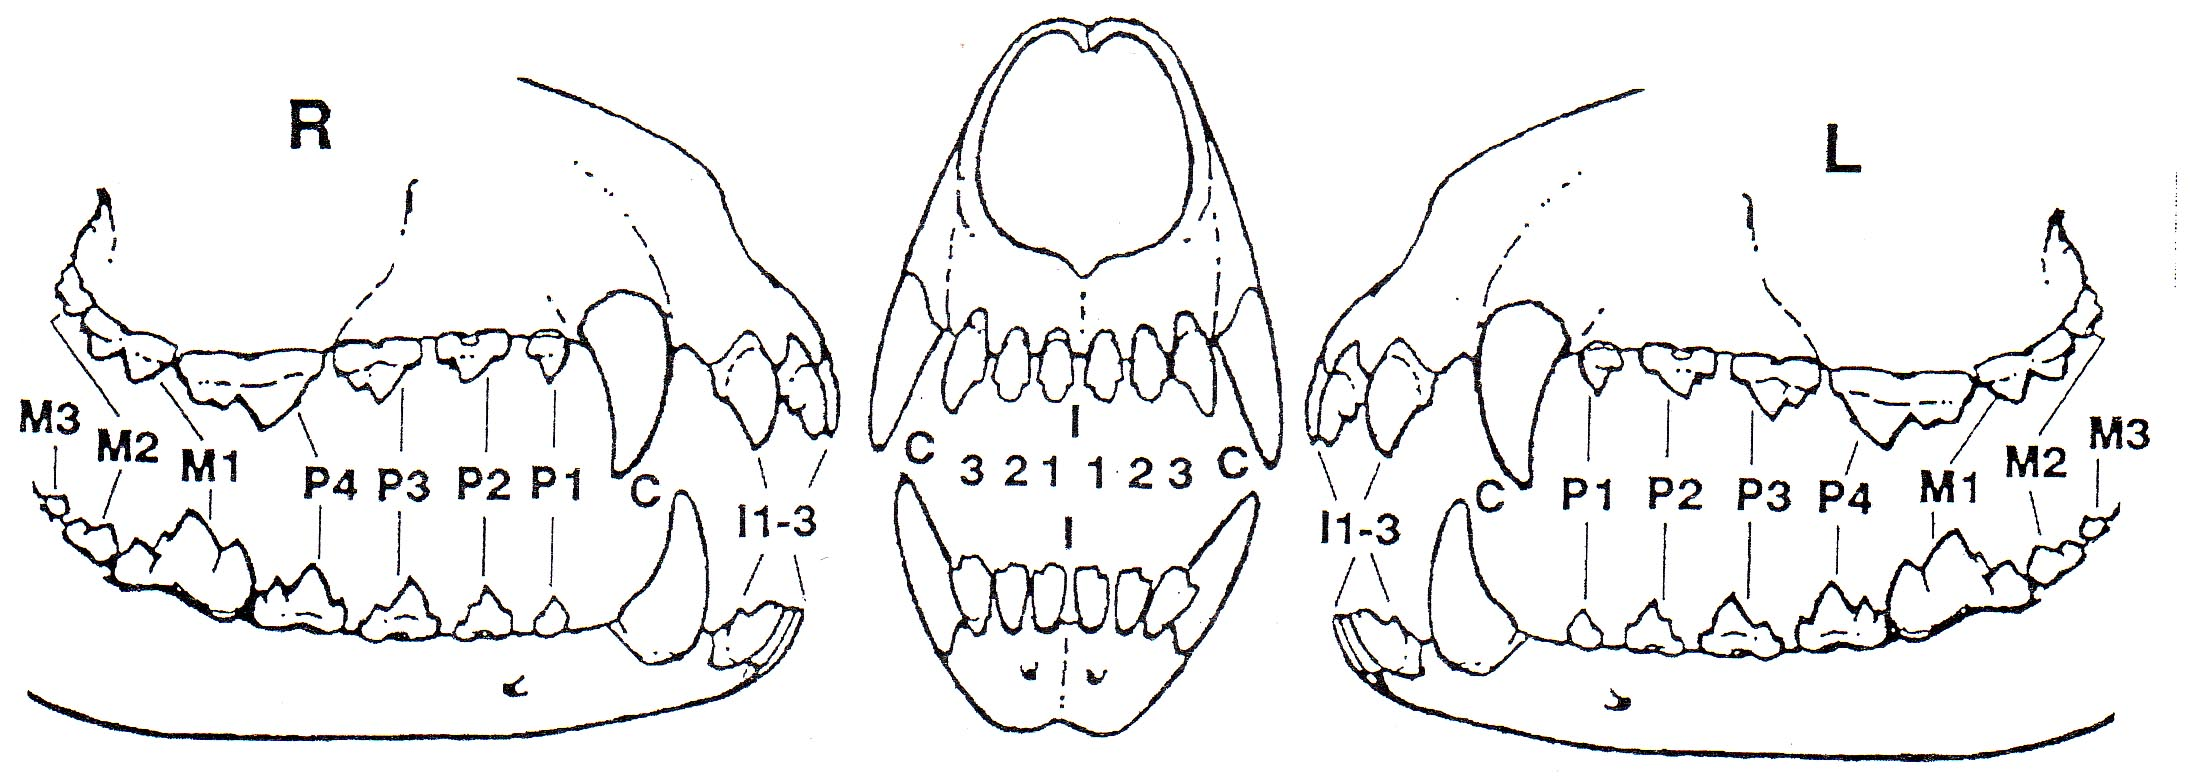 R
L
M3 M2 M1 P4 P3 P2 P1 C I1-3
C 3 2 1 I 1 2 3 C
I
I1-3 C P1 P2 P3 P4 M1 M2 M3